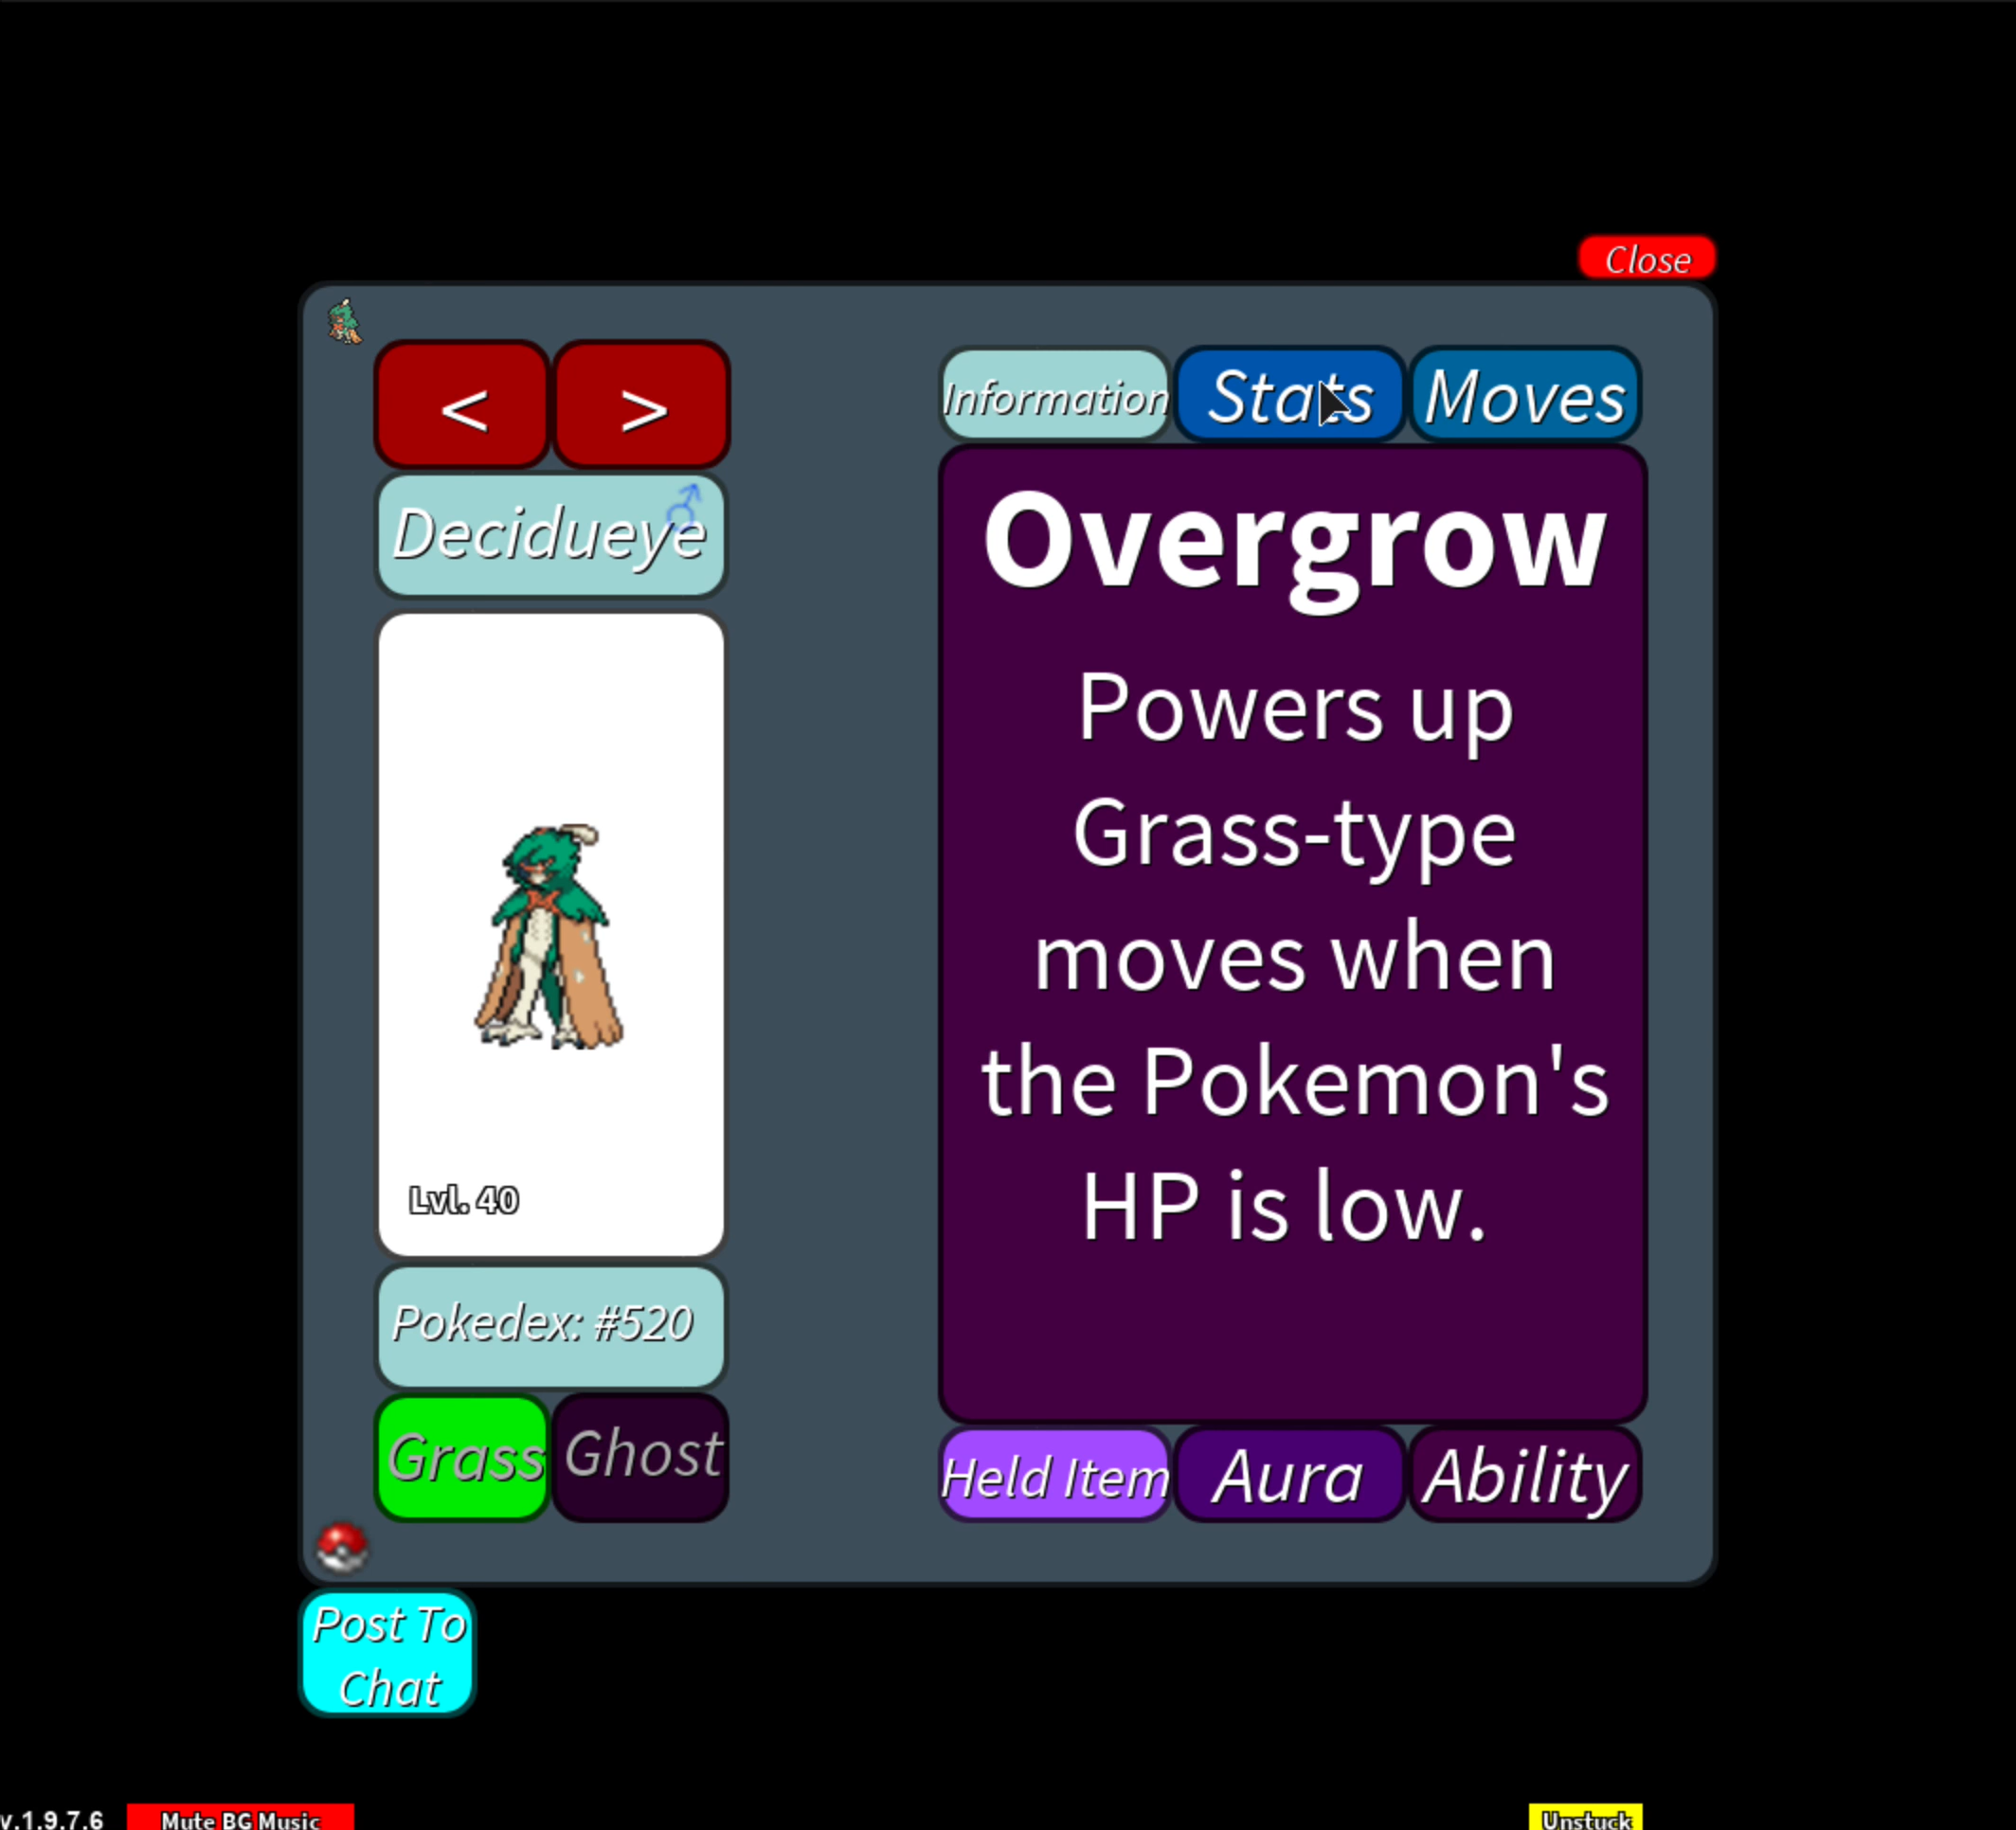 Close
< >
Information Stats Moves
Decidueye ♂
Overgrow
Powers up
Grass-type
moves when
the Pokemon's
HP is low.
Lvl. 40
Pokedex: #520
Grass Ghost
Held Item Aura Ability
Post To
Chat
v.1.9.7.6 Mute BG Music Unstuck